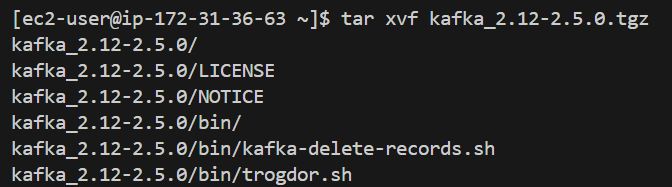 [ec2-user@ip-172-31-36-63 ~]$ tar xvf kafka_2.12-2.5.0.tgz
kafka_2.12-2.5.0/
kafka_2.12-2.5.0/LICENSE
kafka_2.12-2.5.0/NOTICE
kafka_2.12-2.5.0/bin/
kafka_2.12-2.5.0/bin/kafka-delete-records.sh
kafka_2.12-2.5.0/bin/trogdor.sh